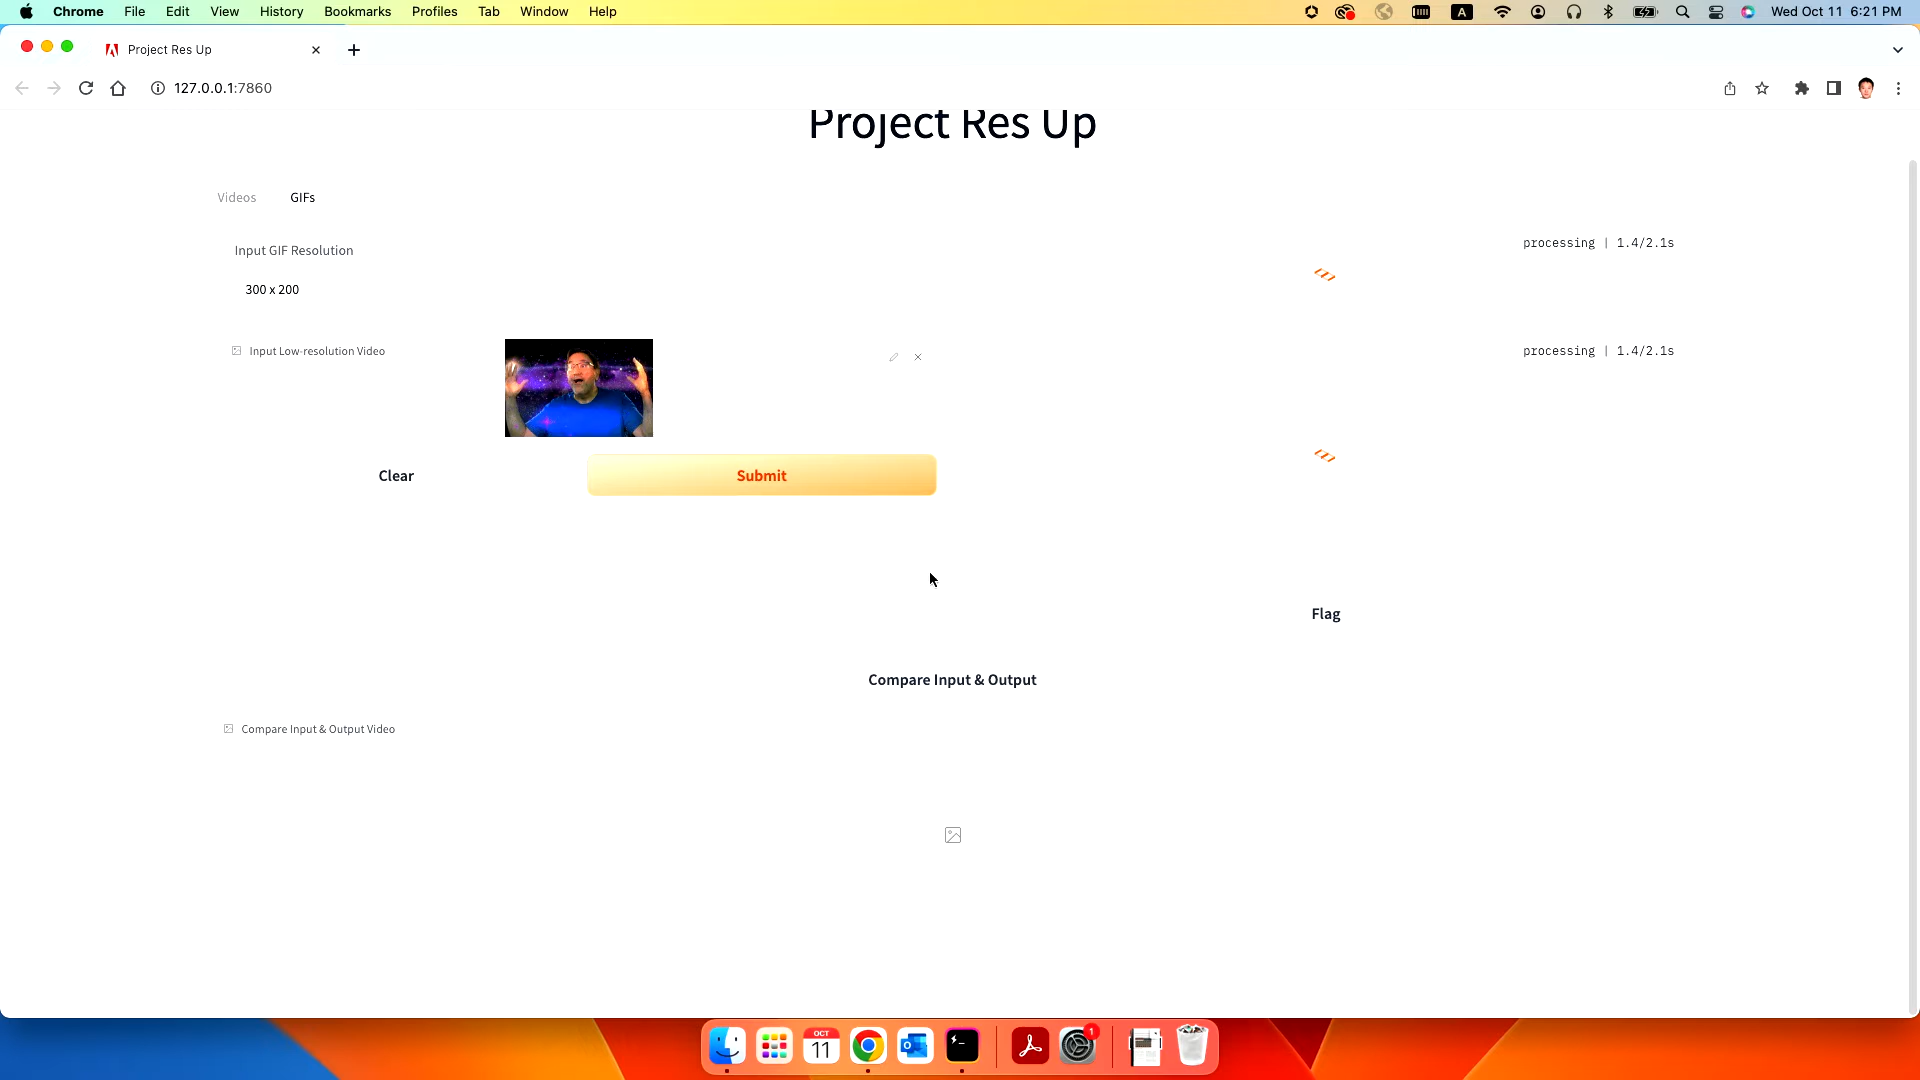 Chrome File Edit View History Bookmarks Profiles Tab Window Help
A
Wed Oct 11 6:21 PM
Project Res Up
127.0.0.1:7860
Project Res Up
Videos GIFs
Input GIF Resolution
300 x 200
processing | 1.4/2.1s
Input Low-resolution Video
processing | 1.4/2.1s
Clear
Submit
Flag
Compare Input & Output
Compare Input & Output Video
OCT
11
1